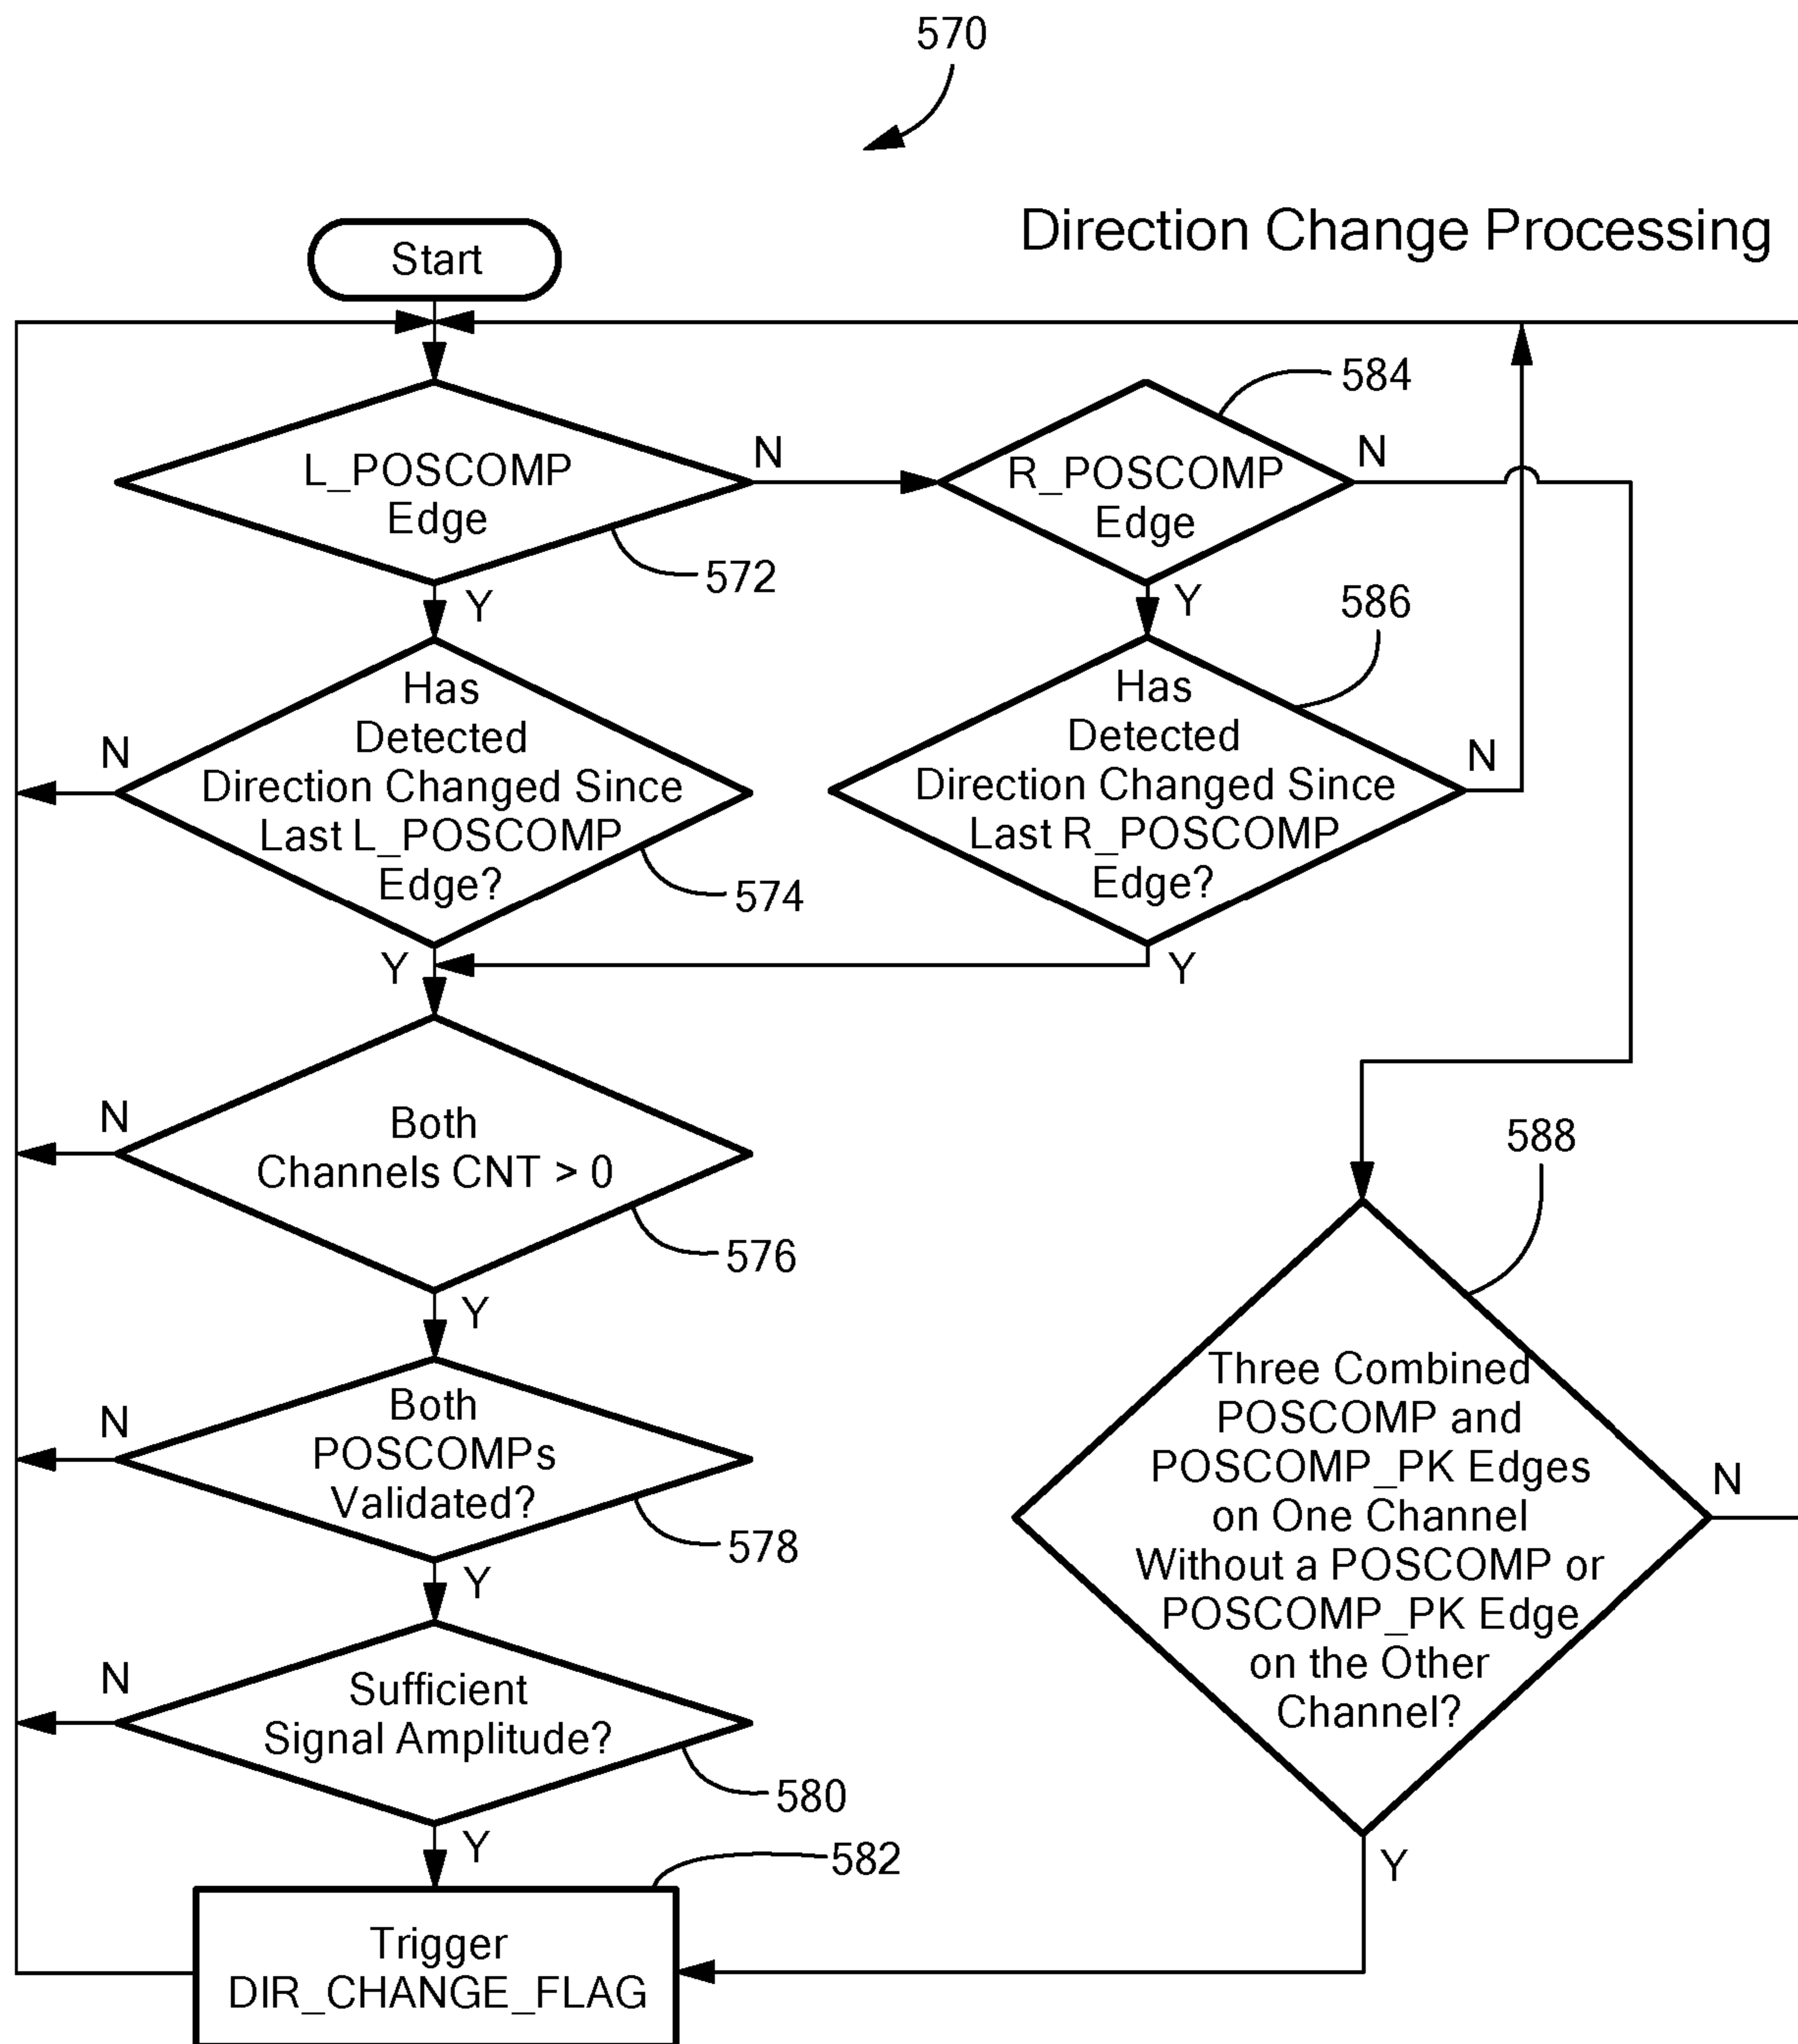 570
Direction Change Processing
Start
L_POSCOMP
Edge
N
572
Y
R_POSCOMP
Edge
N
584
Y
Has
Detected
Direction Changed Since
Last L_POSCOMP
Edge?
N
574
Y
Has
Detected
Direction Changed Since
Last R_POSCOMP
Edge?
N
586
Y
Both
Channels CNT > 0
N
576
Y
Both
POSCOMPs
Validated?
N
578
Y
Sufficient
Signal Amplitude?
N
580
Y
Trigger
DIR_CHANGE_FLAG
582
588
Three Combined
POSCOMP and
POSCOMP_PK Edges
on One Channel
Without a POSCOMP or
POSCOMP_PK Edge
on the Other
Channel?
N
Y